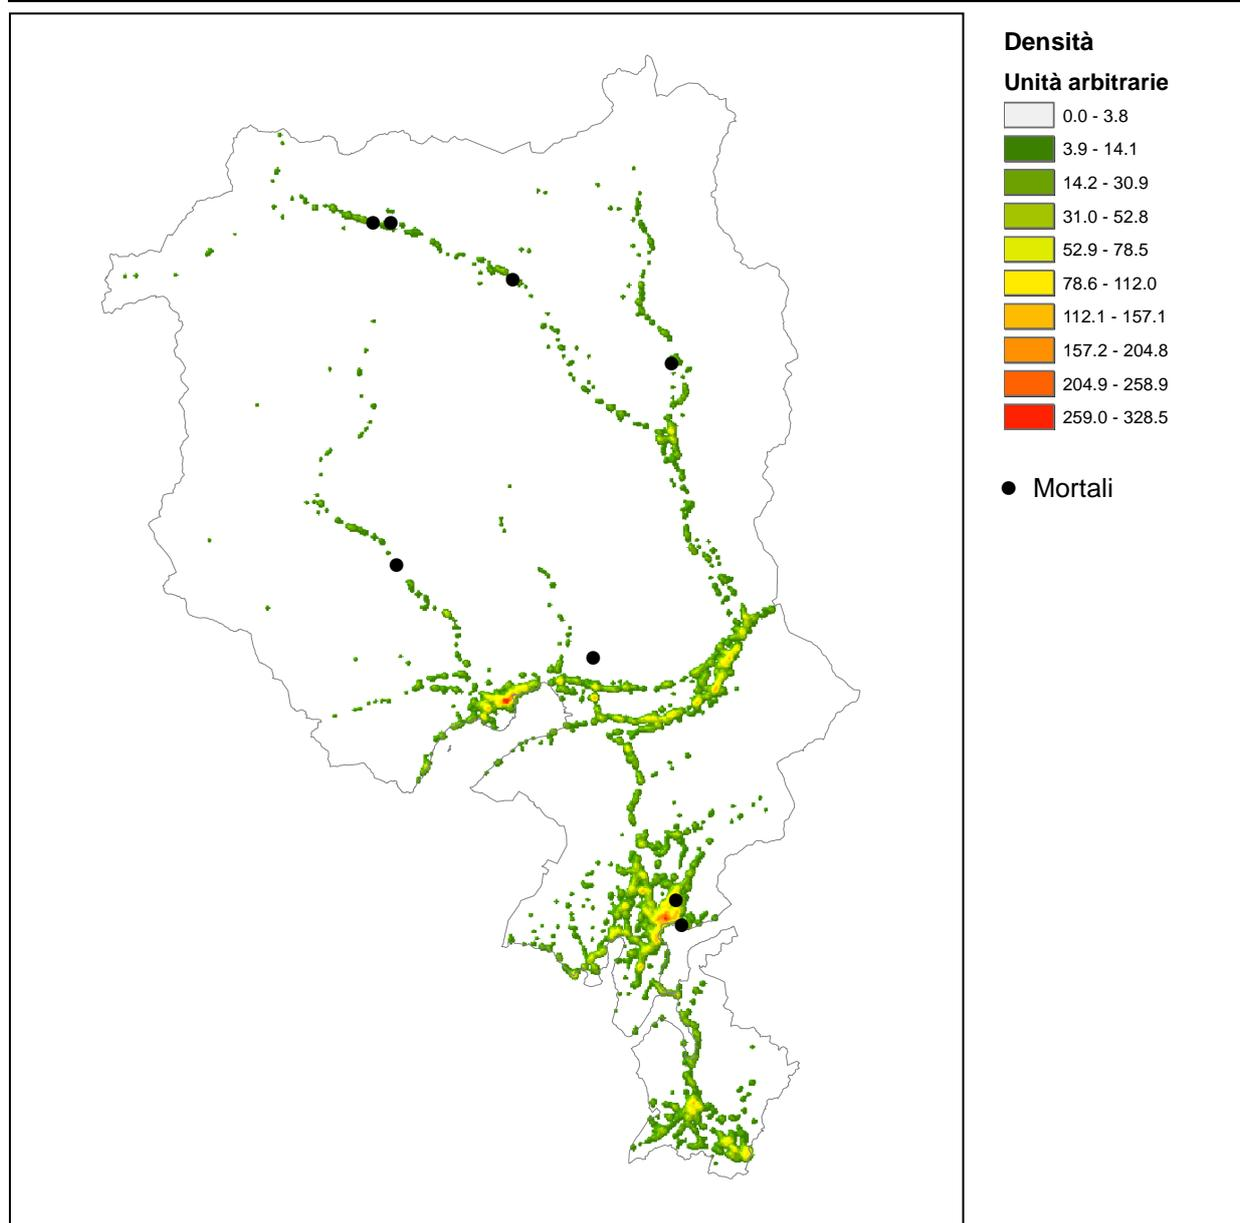 Densità
Unità arbitrarie
0.0 - 3.8
3.9 - 14.1
14.2 - 30.9
31.0 - 52.8
52.9 - 78.5
78.6 - 112.0
112.1 - 157.1
157.2 - 204.8
204.9 - 258.9
259.0 - 328.5
Mortali